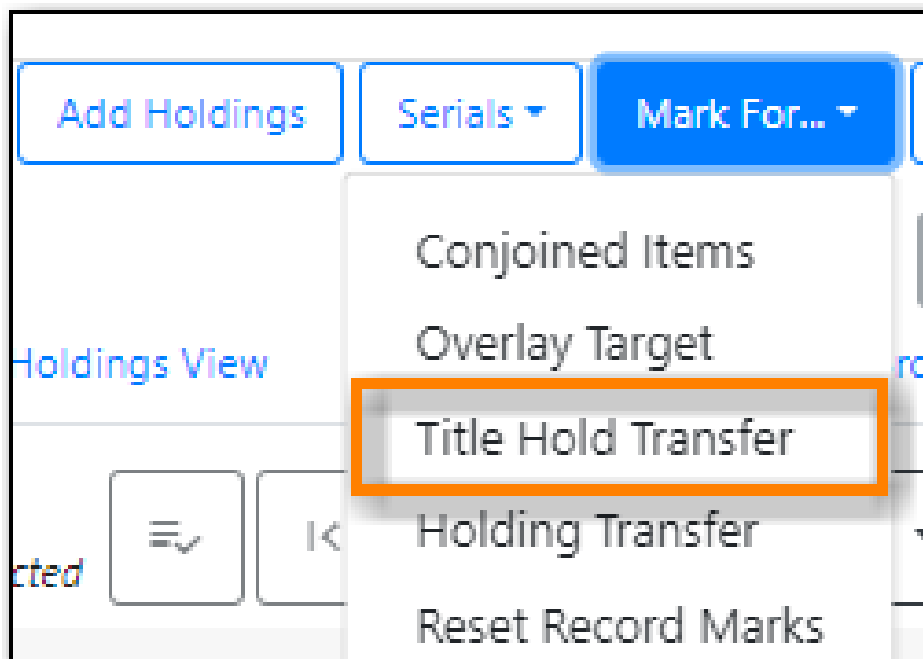 Add Holdings Serials Mark For...
Conjoined Items
Overlay Target
Holdings View
Title Hold Transfer
Holding Transfer
Reset Record Marks